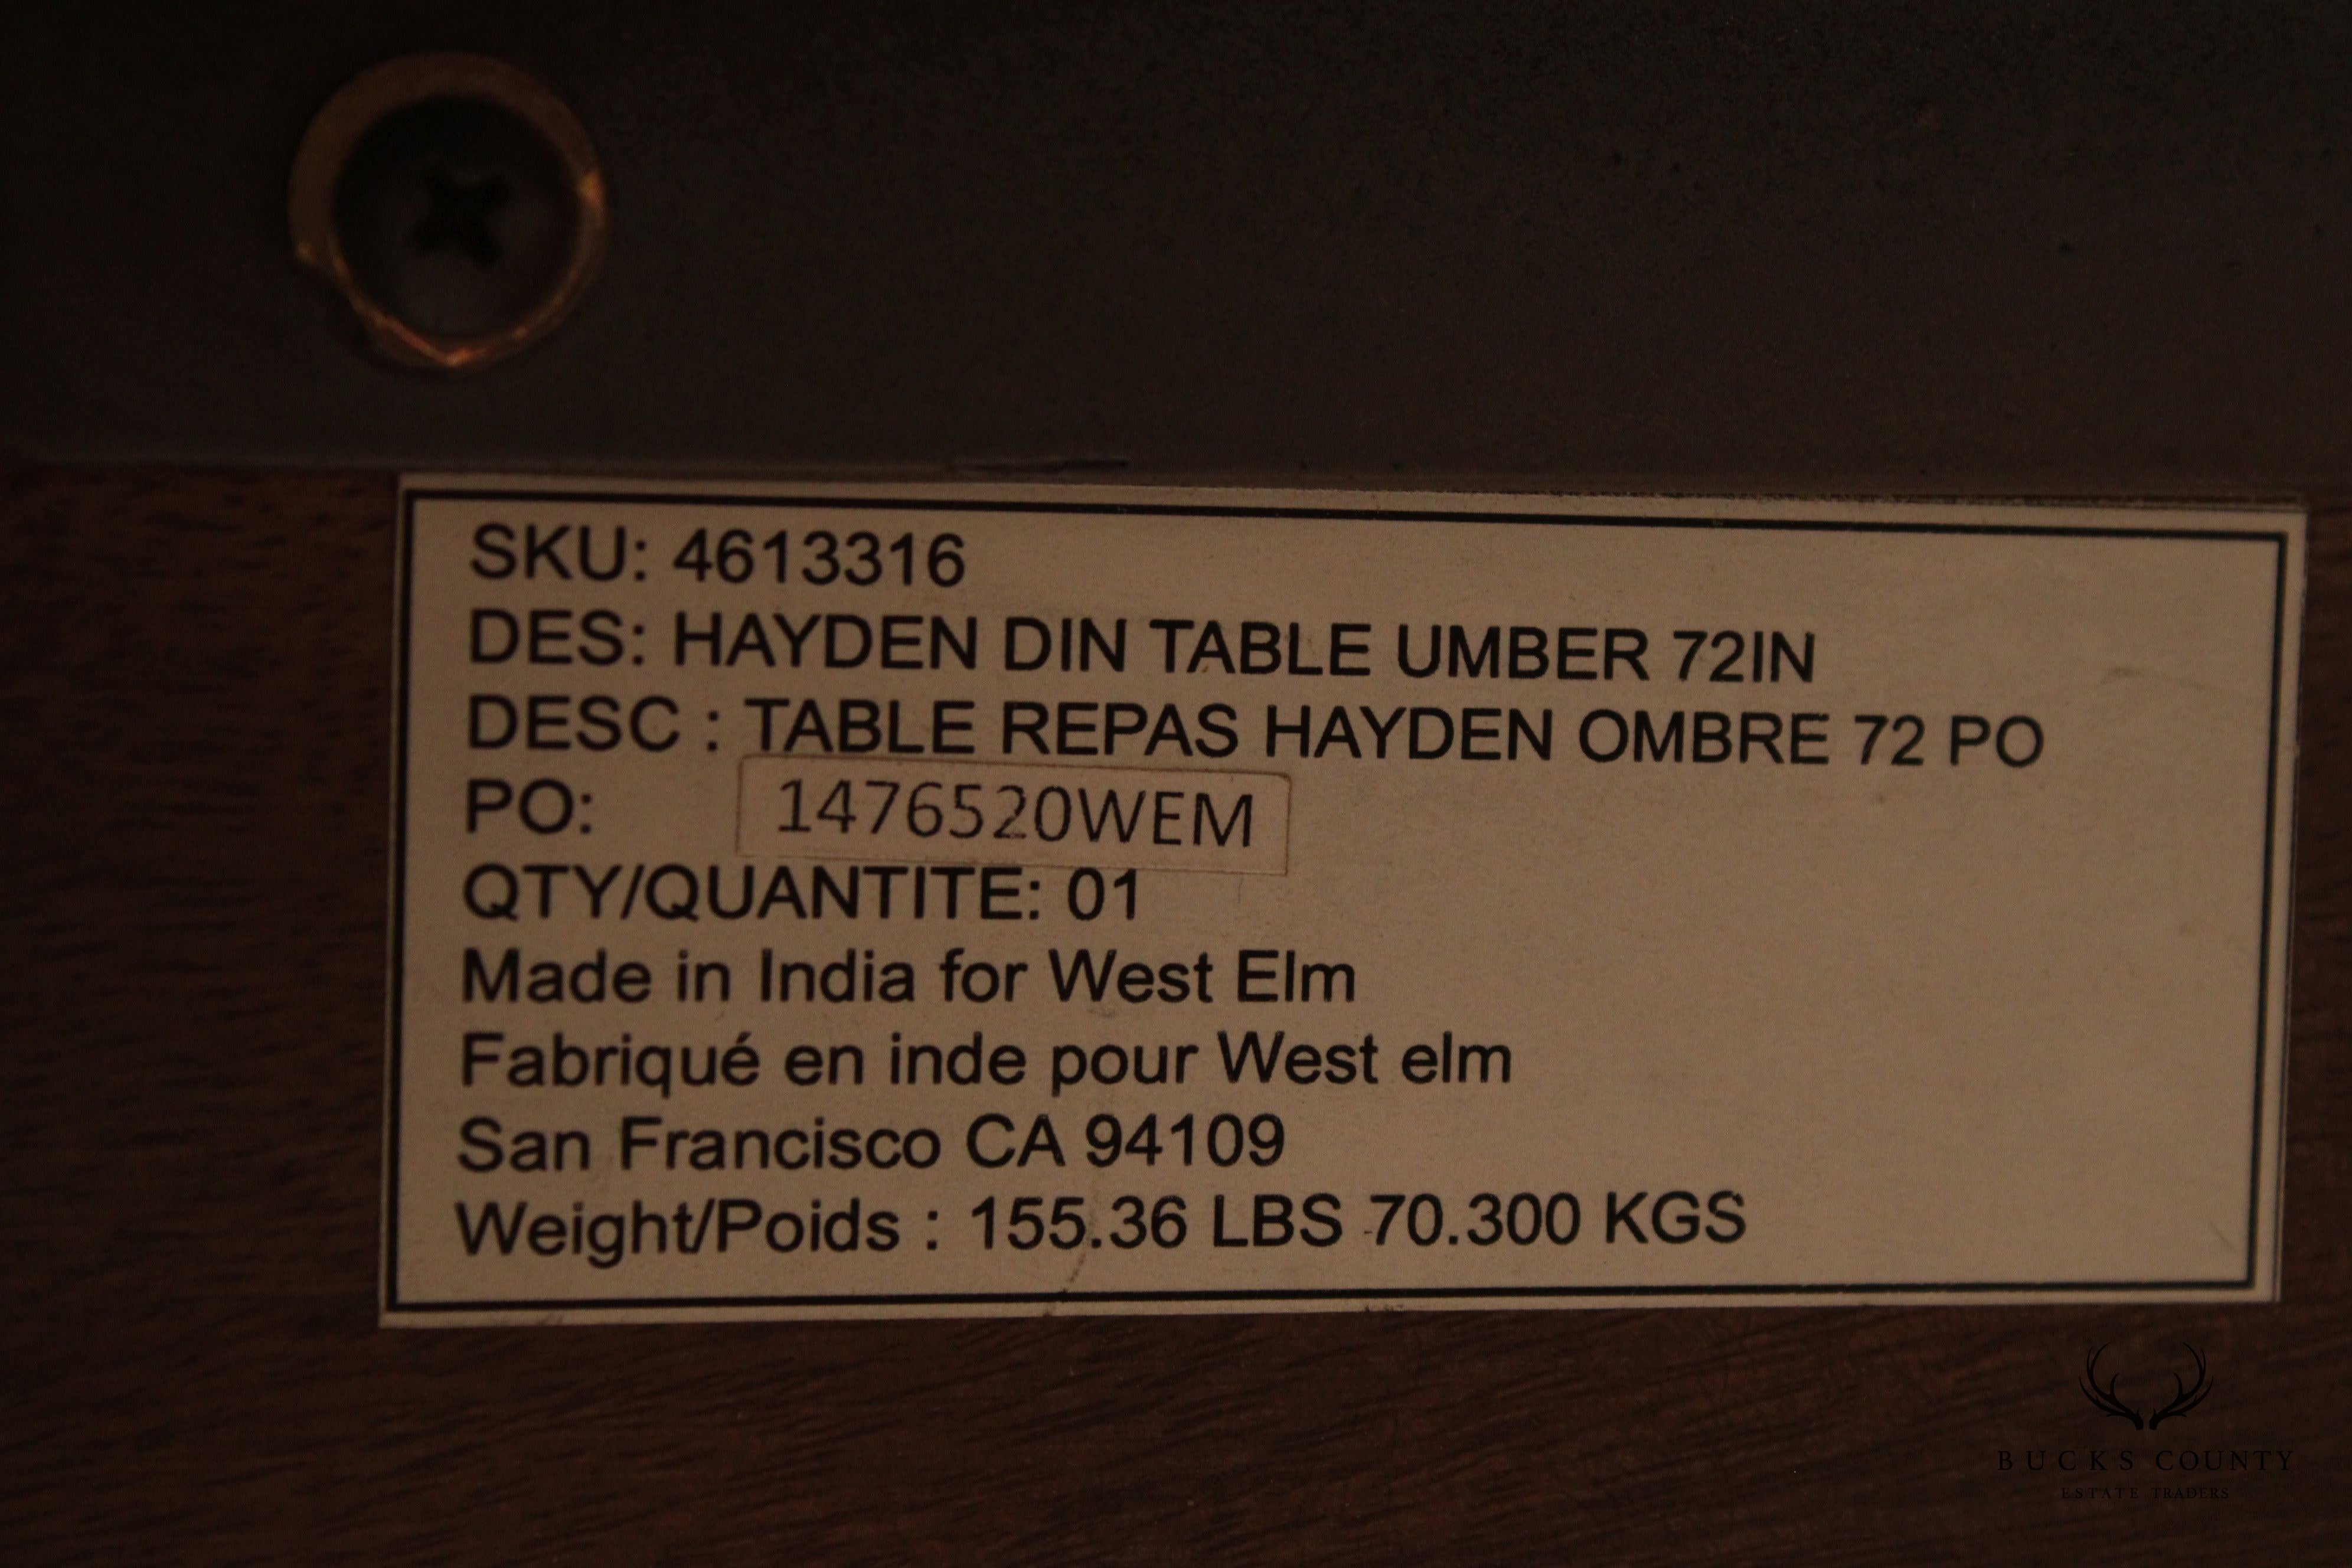 SKU: 4613316
DES: HAYDEN DIN TABLE UMBER 72IN
DESC : TABLE REPAS HAYDEN OMBRE 72 PO
PO: 1476520WEM
QTY/QUANTITE: 01
Made in India for West Elm
Fabriqué en inde pour West elm
San Francisco CA 94109
Weight/Poids : 155.36 LBS 70.300 KGS
BUCKS COUNTY
ESTATE TRADERS